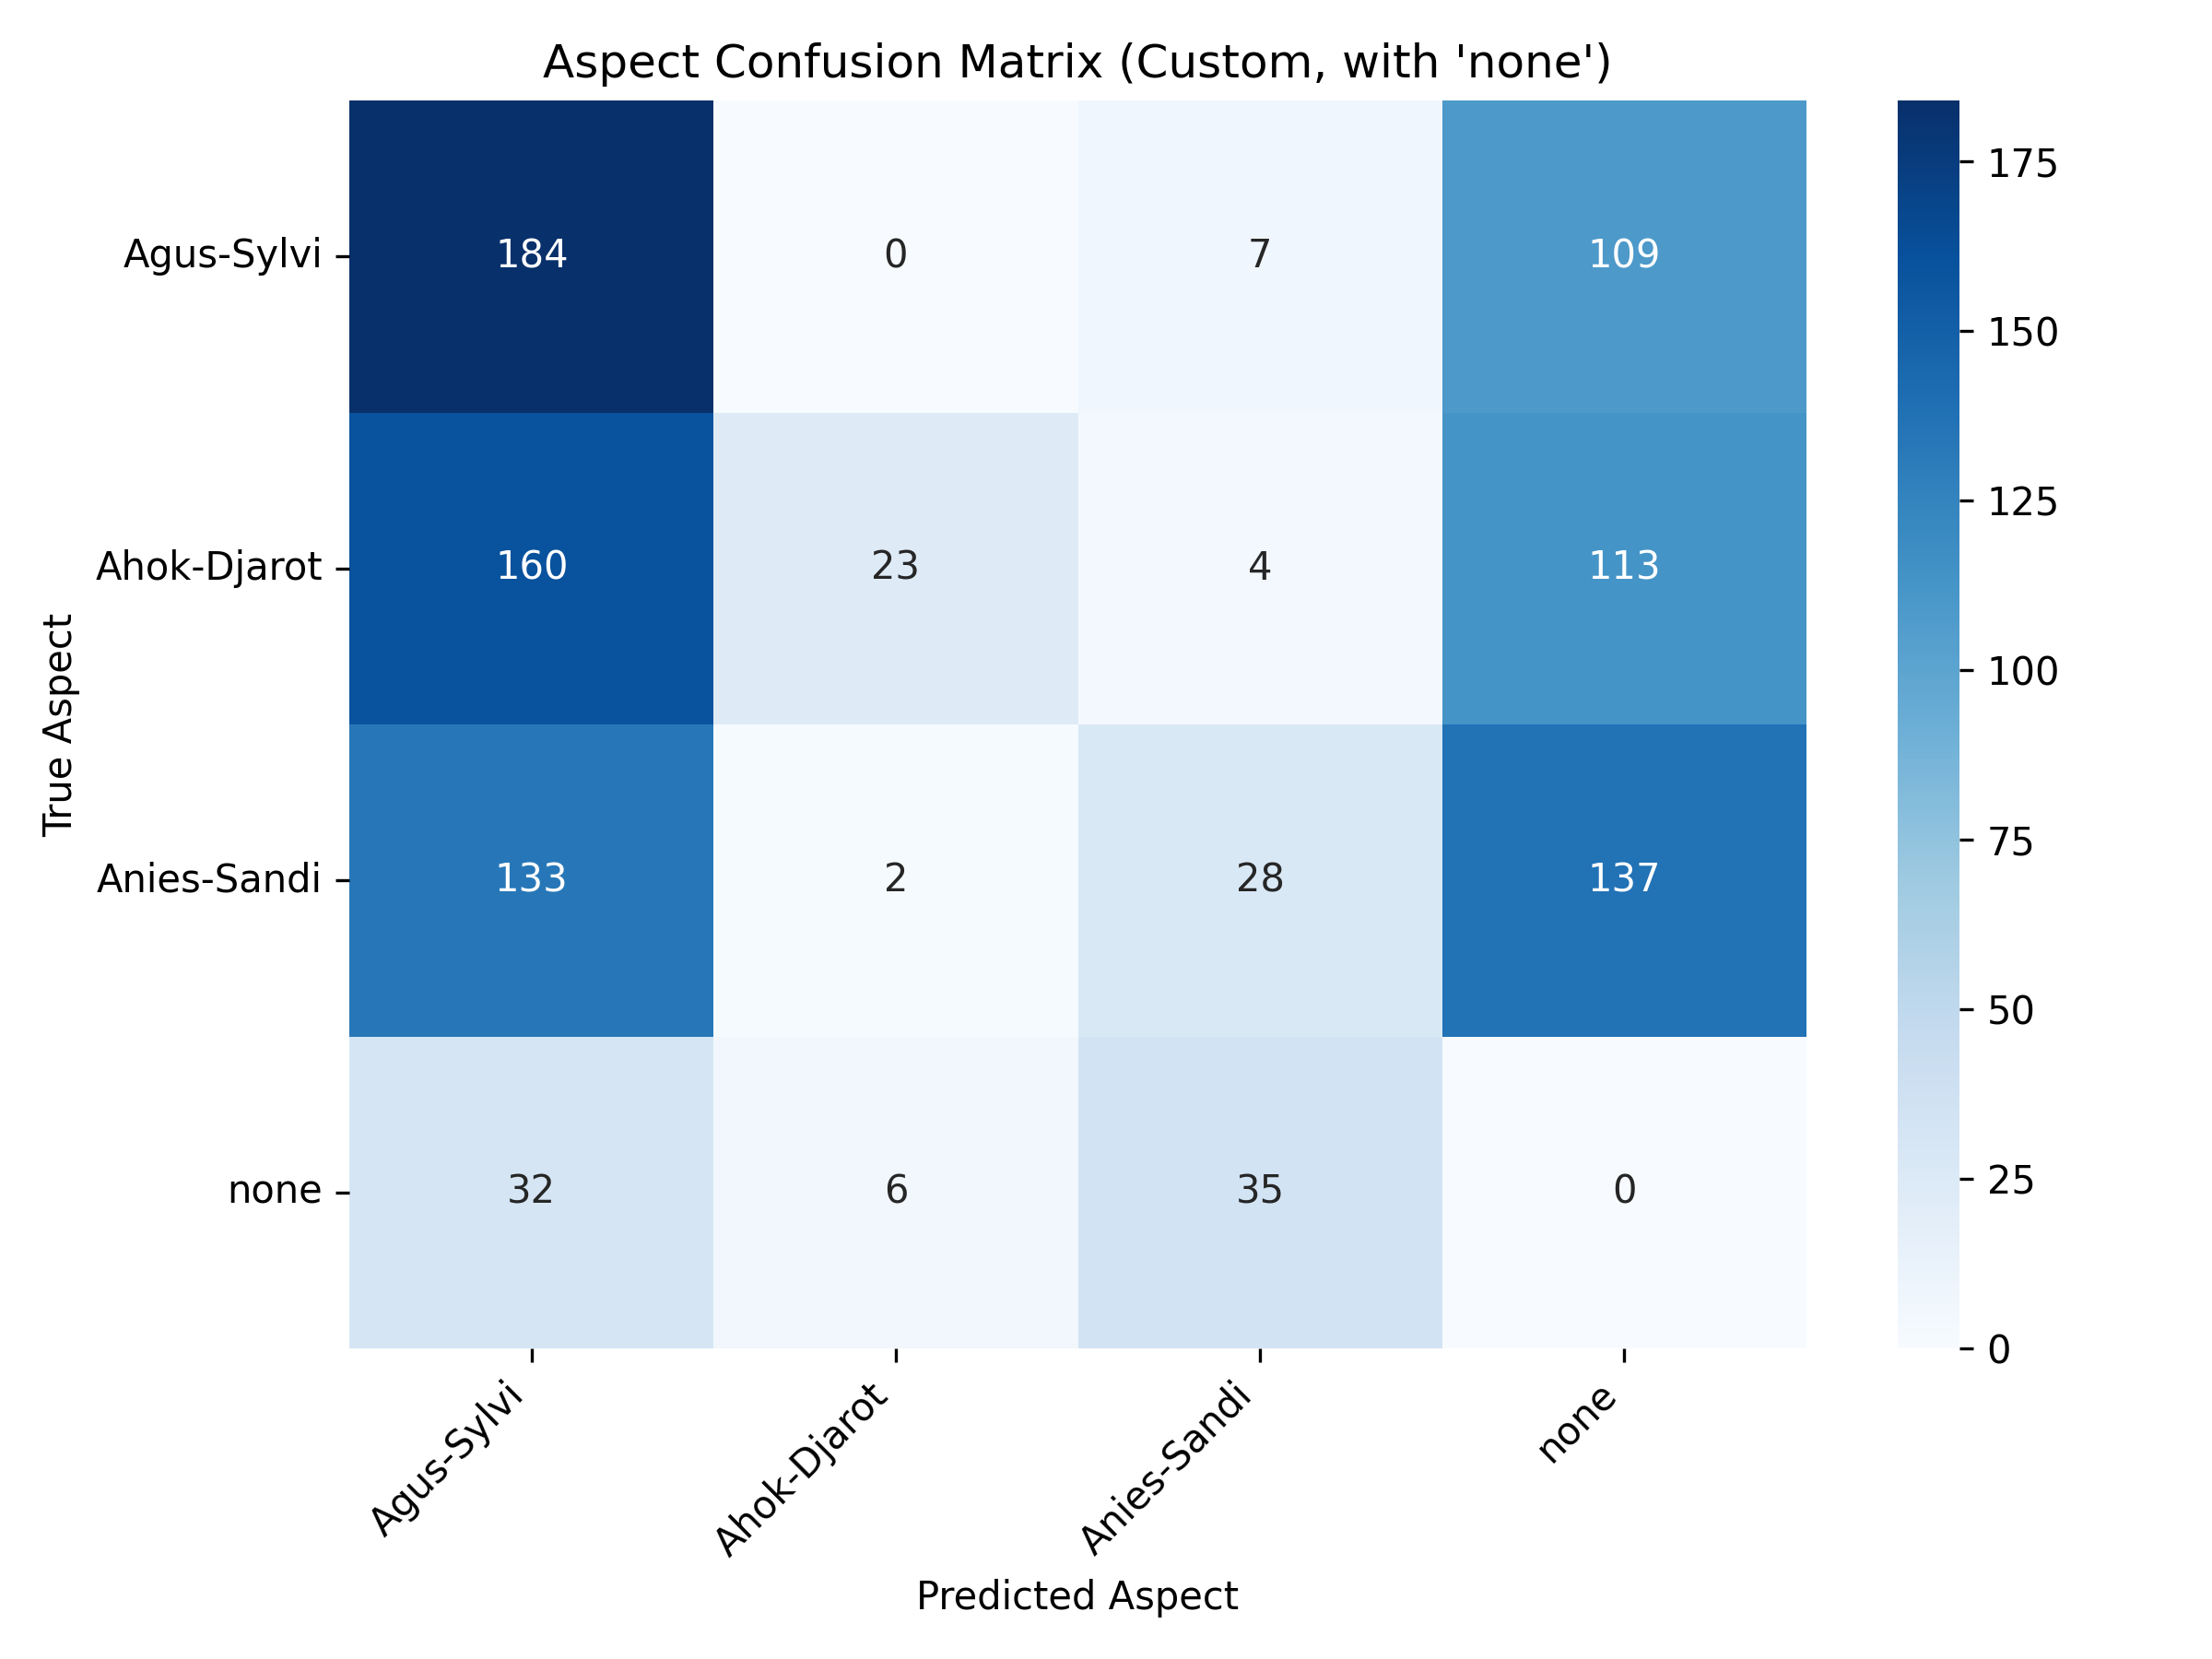 Aspect Confusion Matrix (Custom, with 'none')
True Aspect
Agus-Sylvi 184 0 7 109
Ahok-Djarot 160 23 4 113
Anies-Sandi 133 2 28 137
none 32 6 35 0
Agus-Sylvi Ahok-Djarot Anies-Sandi none
Predicted Aspect
175
150
125
100
75
50
25
0